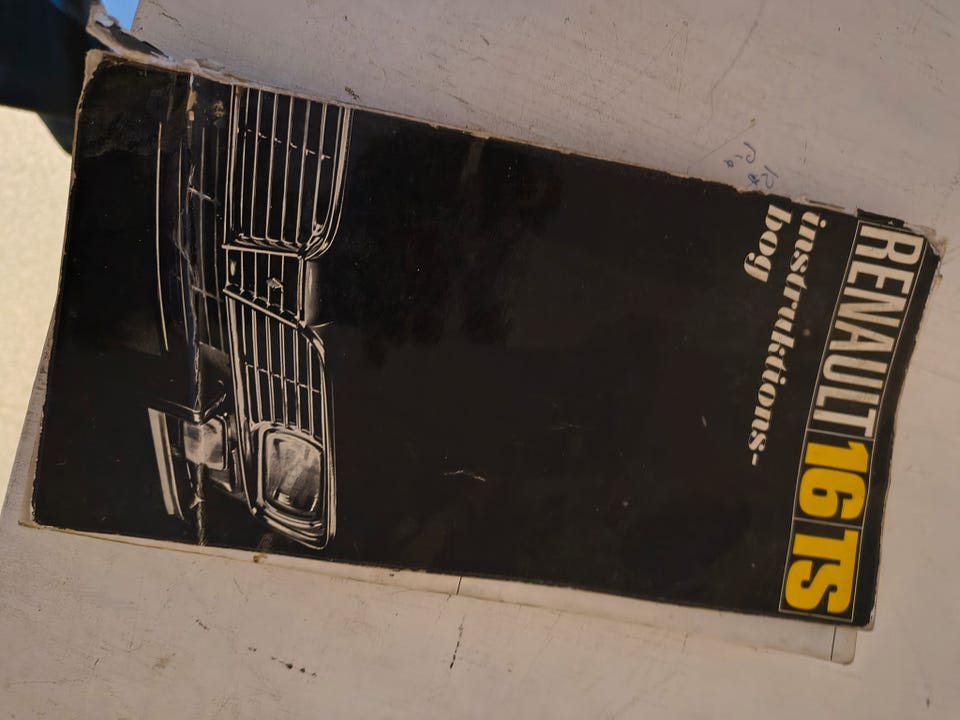 RENAULT 16 TS
instruktions-
bog